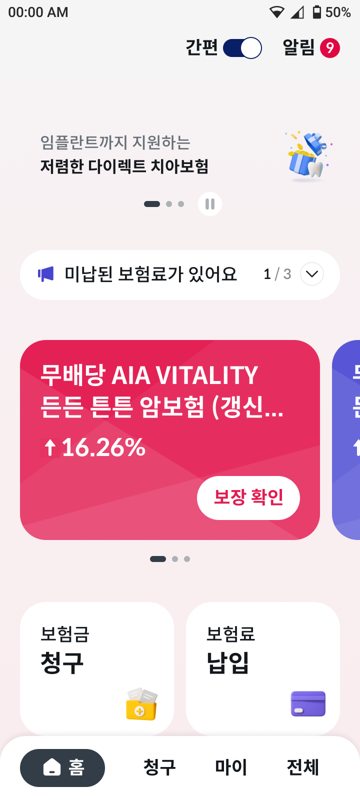 00:00 AM 50%
간편 알림 9
임플란트까지 지원하는
저렴한 다이렉트 치아보험
미납된 보험료가 있어요 1 / 3
무배당 AIA VITALITY
든든 튼튼 암보험 (갱신...
16.26%
보장 확인
보험금
청구
보험료
납입
홈 청구 마이 전체